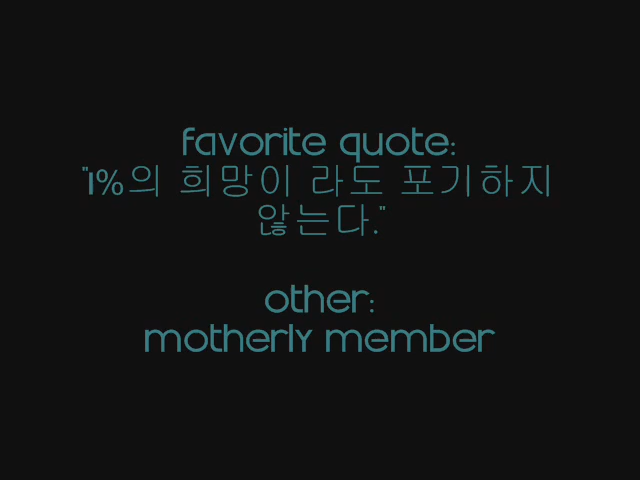 favorite quote:
"1%의 희망이 라도 포기하지
않는다."
other:
motherly member